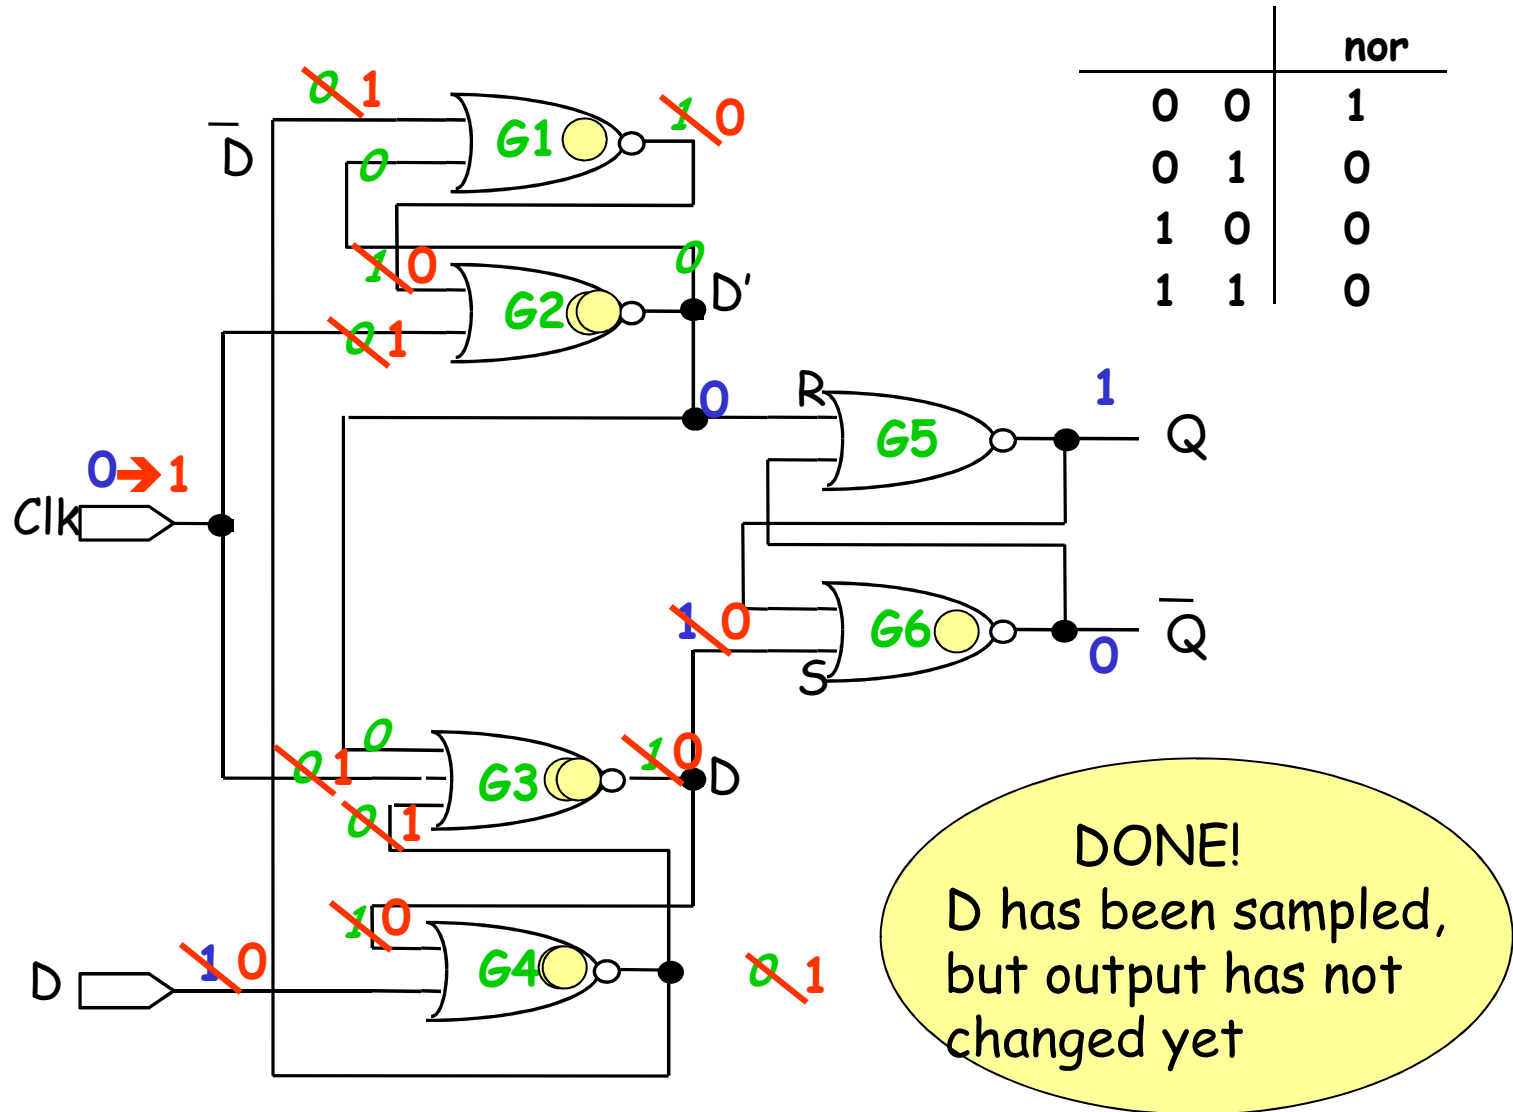 nor
0 0 1
0 1 0
1 0 0
1 1 0
0 1
D
G1
1 0
0
1 0
0
G2
D'
0 1
0
R
G5
1
Q
0 → 1
Clk
1 0
G6
S
0
Q
0
0 1
G3
1 0
D
0 1
1 0
G4
D
1 0
0 1
DONE!
D has been sampled,
but output has not
changed yet